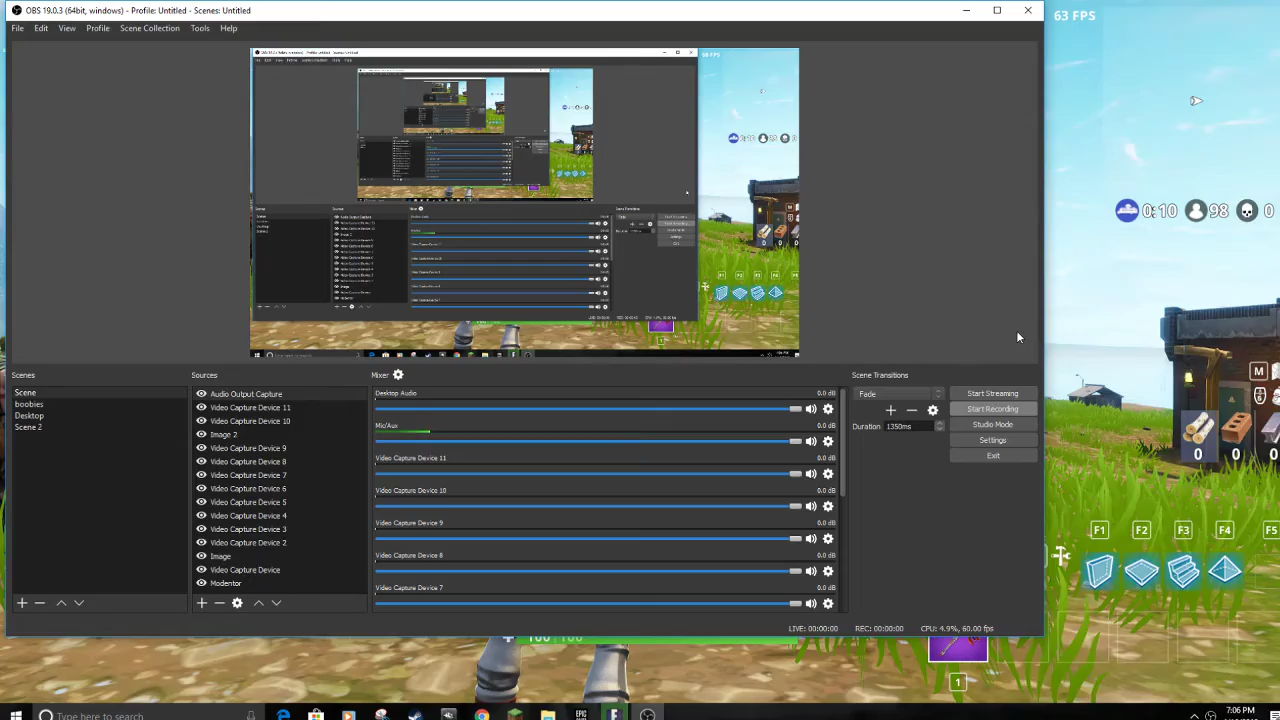 OBS 19.0.3 (64bit, windows) - Profile: Untitled - Scenes: Untitled
63 FPS
File Edit View Profile Scene Collection Tools Help
0:10 98 0
M
0 0
F1 F2 F3 F4 F5
Scenes
Scene
boobies
Desktop
Scene 2
Sources
Audio Output Capture
Video Capture Device 11
Video Capture Device 10
Image 2
Video Capture Device 9
Video Capture Device 8
Video Capture Device 7
Video Capture Device 6
Video Capture Device 5
Video Capture Device 4
Video Capture Device 3
Video Capture Device 2
Image
Video Capture Device
Modentor
Mixer
Desktop Audio 0.0 dB
Mic/Aux 0.0 dB
Video Capture Device 11 0.0 dB
Video Capture Device 10 0.0 dB
Video Capture Device 9 0.0 dB
Video Capture Device 8 0.0 dB
Video Capture Device 7 0.0 dB
Scene Transitions
Fade
Duration 1350ms
Start Streaming
Start Recording
Studio Mode
Settings
Exit
LIVE: 00:00:00 REC: 00:00:00 CPU: 4.9%, 60.00 fps
1
Type here to search
7:06 PM